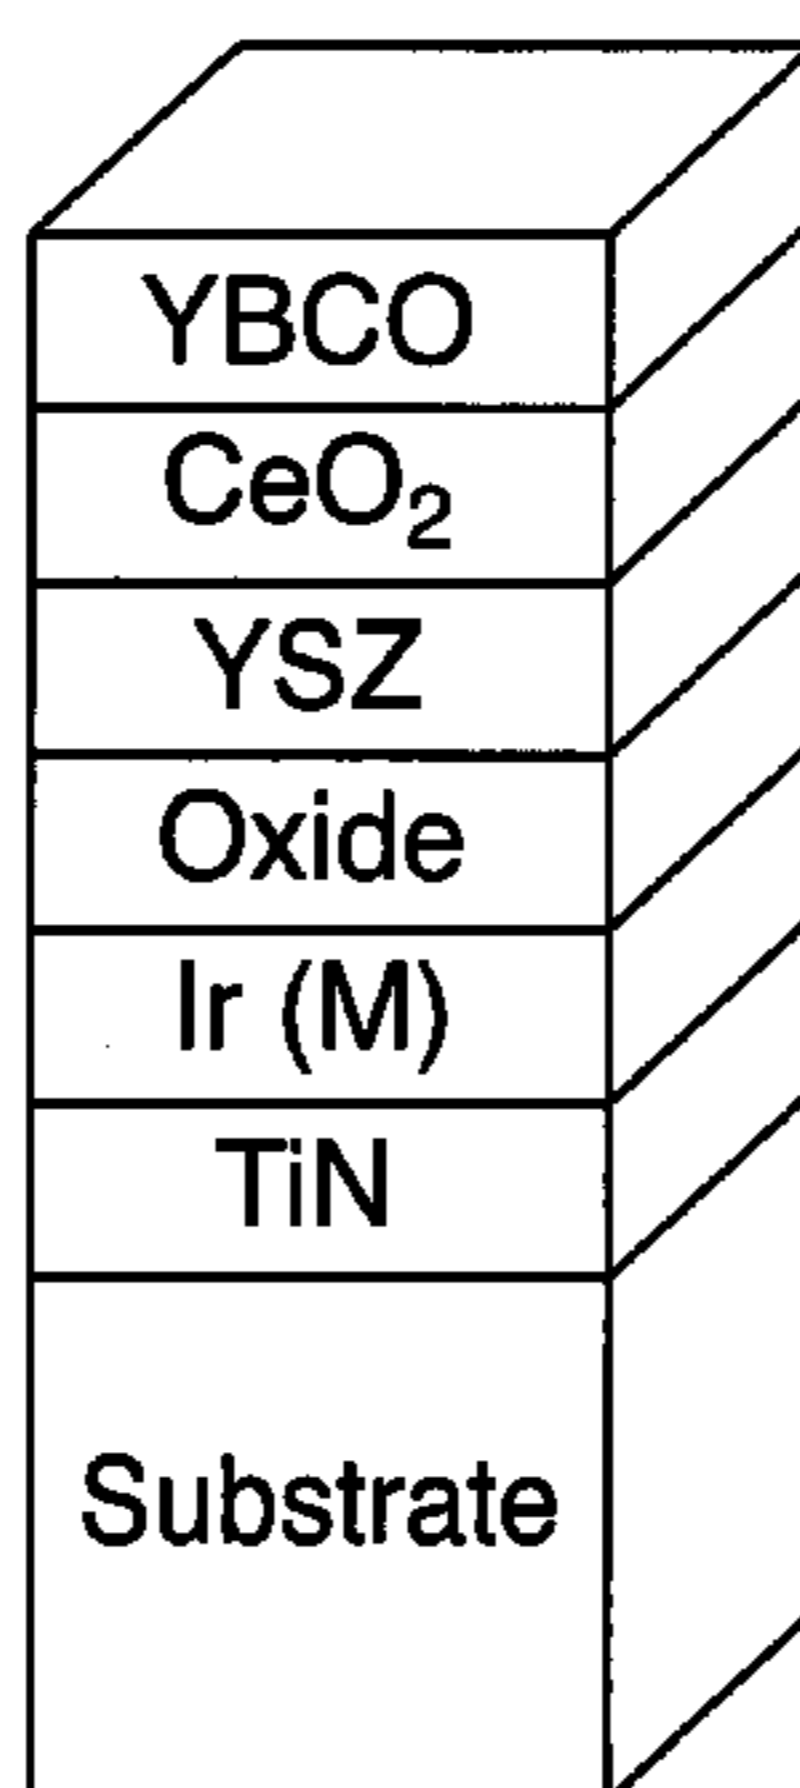 YBCO
CeO₂
YSZ
Oxide
Ir (M)
TiN
Substrate